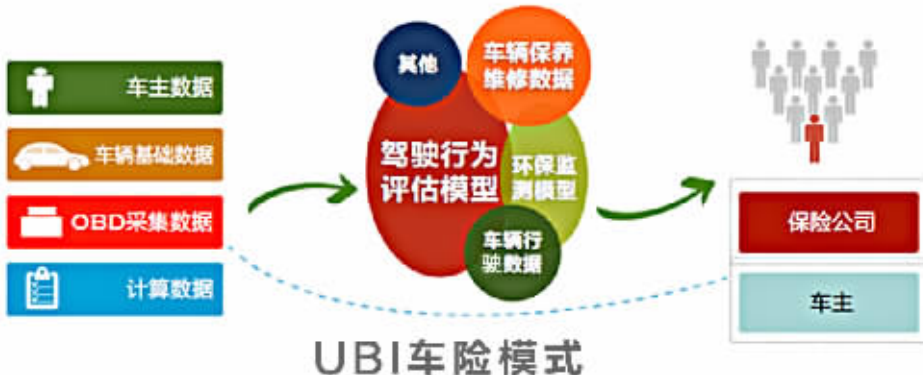 车主数据
车辆基础数据
OBD采集数据
计算数据
其他
车辆保养
维修数据
驾驶行为
评估模型
环保监
测模型
车辆行
驶数据
保险公司
车主
UBI车险模式